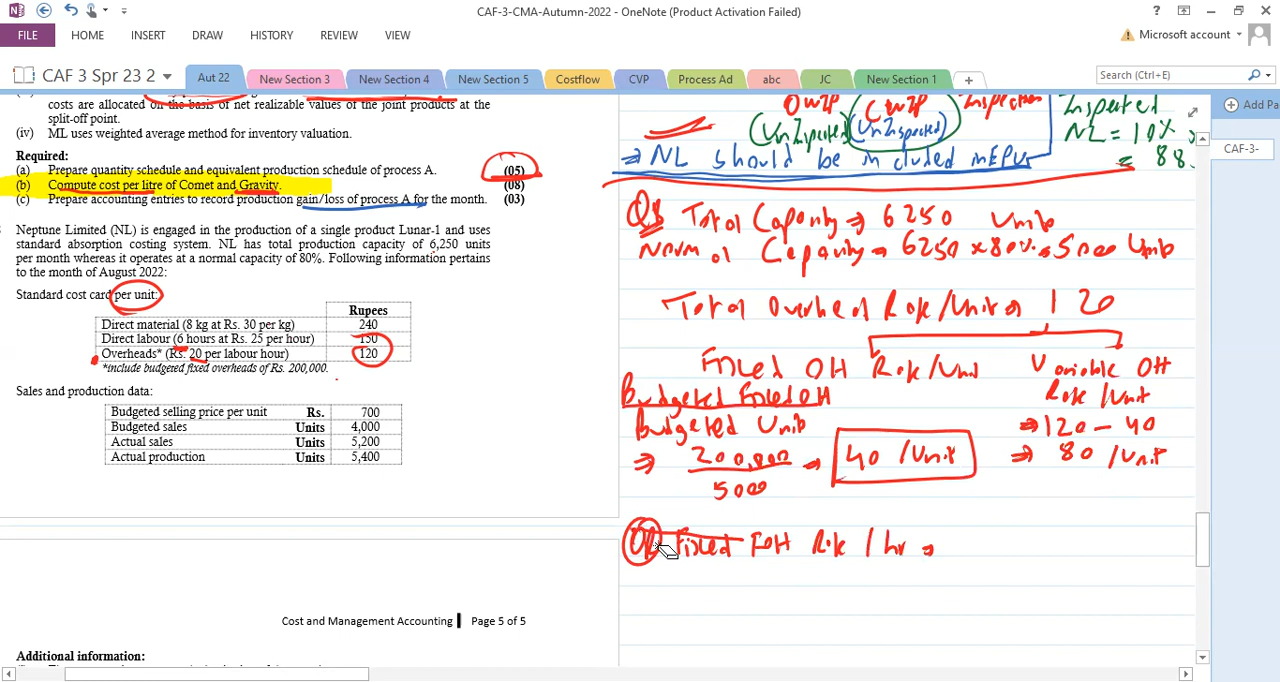 CAF-3-CMA-Autumn-2022 - OneNote (Product Activation Failed)
FILE HOME INSERT DRAW HISTORY REVIEW VIEW
Microsoft account
CAF 3 Spr 23 2 Aut 22 New Section 3 New Section 4 New Section 5 Costflow CVP Process Ad abc JC New Section 1 +
Search (Ctrl+E)
Add Pa
CAF-3-
costs are allocated on the basis of net realizable values of the joint products at the
split-off point.
(iv) ML uses weighted average method for inventory valuation.
Required:
(a) Prepare quantity schedule and equivalent production schedule of process A. (05)
(b) Compute cost per litre of Comet and Gravity. (08)
(c) Prepare accounting entries to record production gain/loss of process A for the month. (03)
Neptune Limited (NL) is engaged in the production of a single product Lunar-1 and uses
standard absorption costing system. NL has total production capacity of 6,250 units
per month whereas it operates at a normal capacity of 80%. Following information pertains
to the month of August 2022:
Standard cost card per unit:
Rupees
Direct material (8 kg at Rs. 30 per kg) 240
Direct labour (6 hours at Rs. 25 per hour) 150
Overheads* (Rs. 20 per labour hour) 120
*include budgeted fixed overheads of Rs. 200,000.
Sales and production data:
Budgeted selling price per unit Rs. 700
Budgeted sales Units 4,000
Actual sales Units 5,200
Actual production Units 5,400
Cost and Management Accounting Page 5 of 5
Additional information:
OWIP CWIP Inspection Inspected
(UnInspected) (UnInspected) NL = 10%
⇒ NL should be included in EPU = 88.
Q8 Total Capacity ⇒ 6250 Units
Normal Capacity = 6250 x 80% = 5000 Units
Total Overhead Rate/Unit = 120
Fixed OH Rate/Unit Variable OH
Rate/Unit
Budgeted Fixed OH
Budgeted Units ⇒ 120 - 40
⇒ 200,000 → 40 /Unit ⇒ 80 /Unit
5000
OR Fixed FOH Rate / hr ⇒